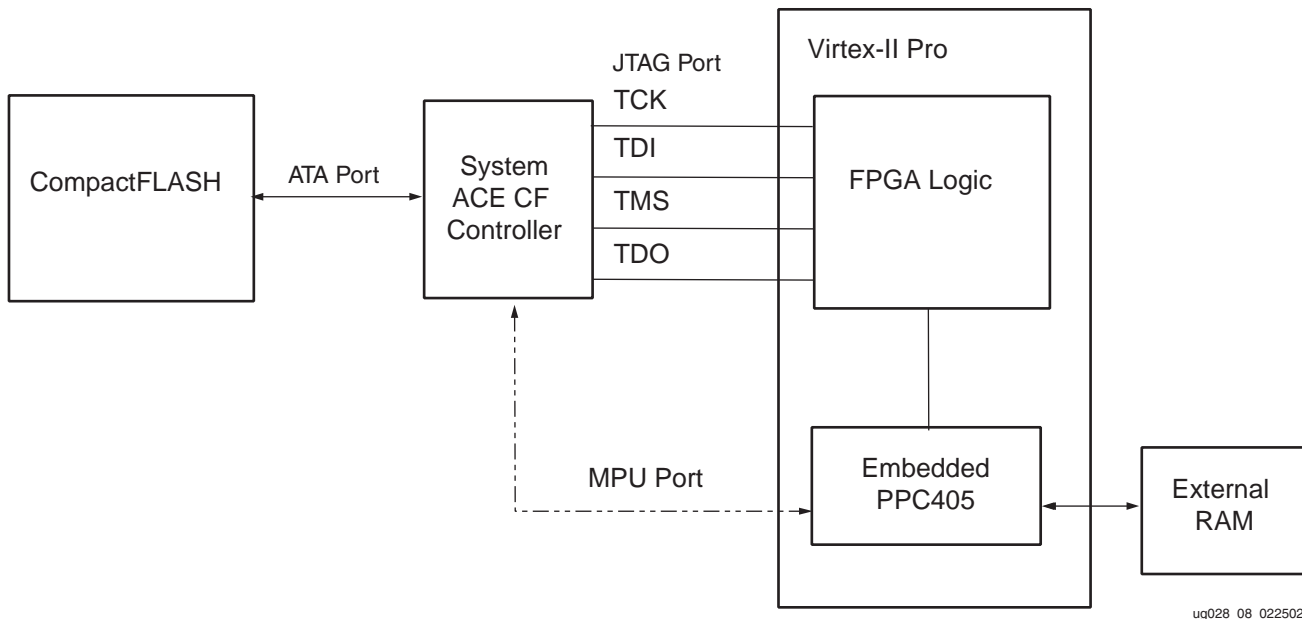 Virtex-II Pro
JTAG Port
TCK
TDI
TMS
TDO
CompactFLASH
ATA Port
System
ACE CF
Controller
FPGA Logic
MPU Port
Embedded
PPC405
External
RAM
ug028_08_022502